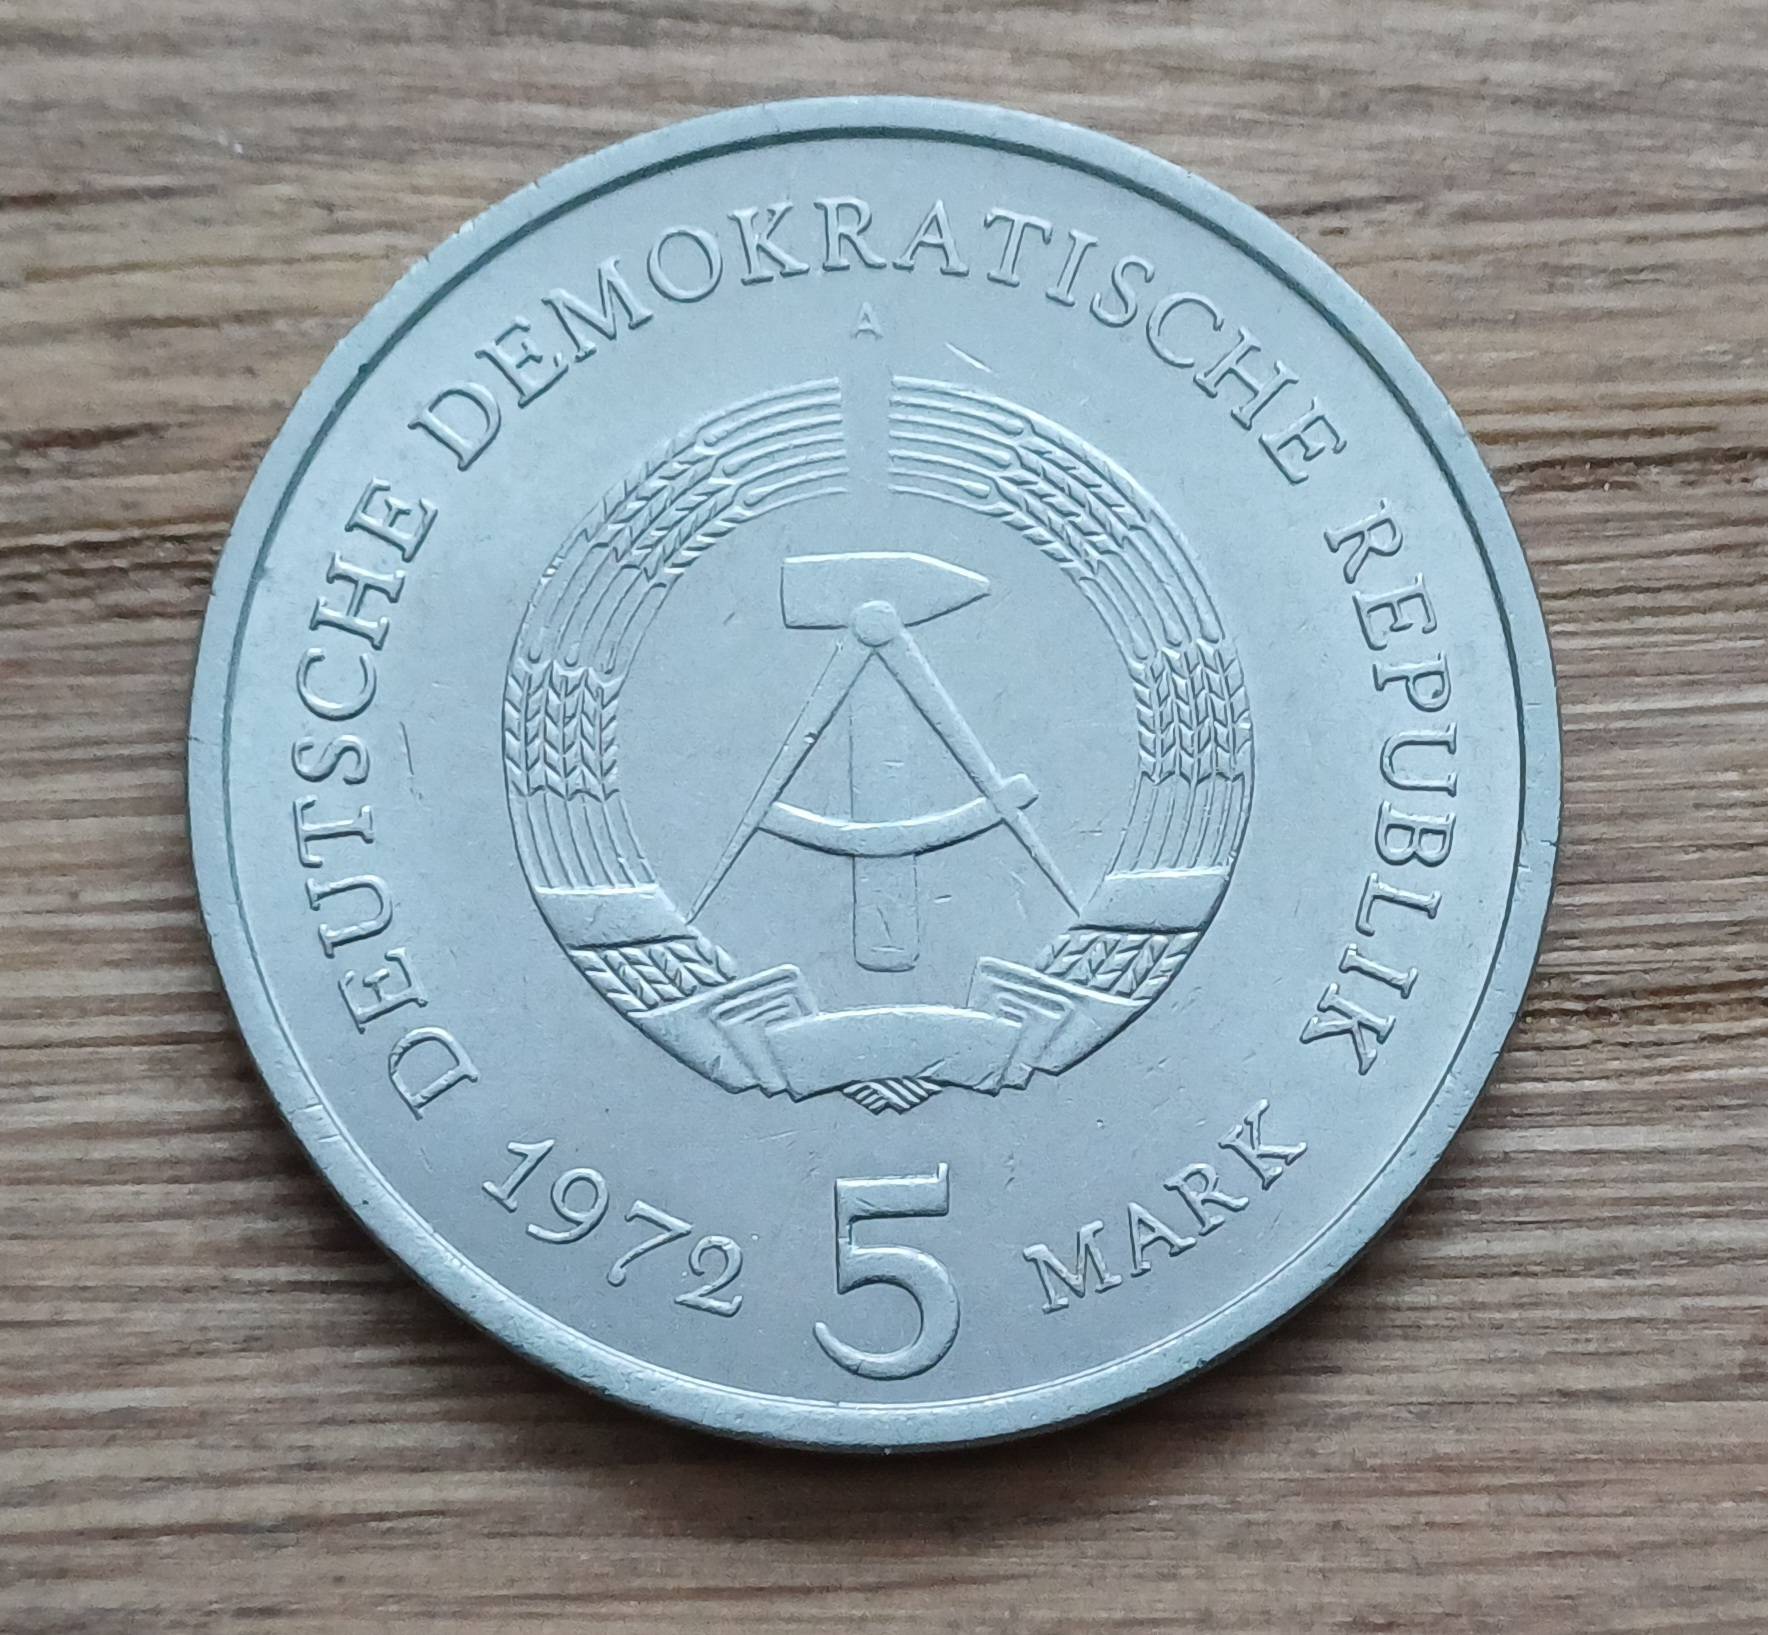 DEUTSCHE DEMOKRATISCHE REPUBLIK
A
1972 5 MARK